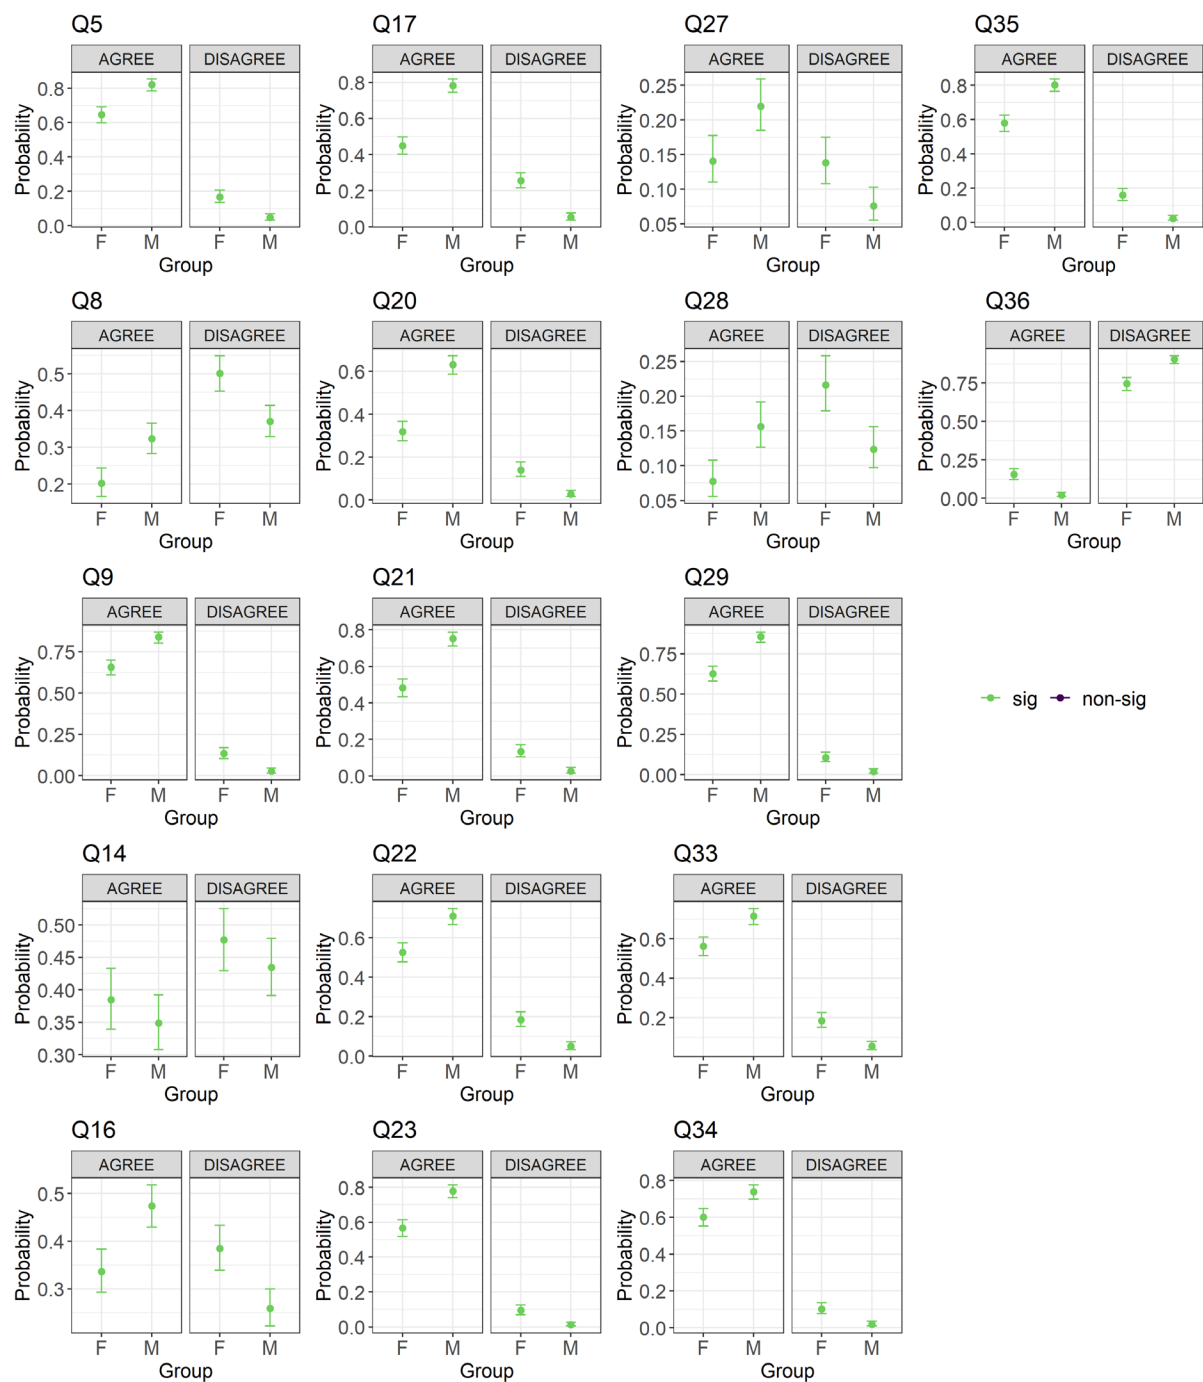 Q5
AGREE DISAGREE
Probability
0.8
0.6
0.4
0.2
0.0
F M F M
Group
Q17
AGREE DISAGREE
Probability
0.8
0.6
0.4
0.2
0.0
F M F M
Group
Q27
AGREE DISAGREE
Probability
0.25
0.20
0.15
0.10
0.05
F M F M
Group
Q35
AGREE DISAGREE
Probability
0.8
0.6
0.4
0.2
0.0
F M F M
Group
Q8
AGREE DISAGREE
Probability
0.5
0.4
0.3
0.2
F M F M
Group
Q20
AGREE DISAGREE
Probability
0.6
0.4
0.2
0.0
F M F M
Group
Q28
AGREE DISAGREE
Probability
0.25
0.20
0.15
0.10
0.05
F M F M
Group
Q36
AGREE DISAGREE
Probability
0.75
0.50
0.25
0.00
F M F M
Group
Q9
AGREE DISAGREE
Probability
0.75
0.50
0.25
0.00
F M F M
Group
Q21
AGREE DISAGREE
Probability
0.8
0.6
0.4
0.2
0.0
F M F M
Group
Q29
AGREE DISAGREE
Probability
0.75
0.50
0.25
0.00
F M F M
Group
sig non-sig
Q14
AGREE DISAGREE
Probability
0.50
0.45
0.40
0.35
0.30
F M F M
Group
Q22
AGREE DISAGREE
Probability
0.6
0.4
0.2
0.0
F M F M
Group
Q33
AGREE DISAGREE
Probability
0.6
0.4
0.2
F M F M
Group
Q16
AGREE DISAGREE
Probability
0.5
0.4
0.3
F M F M
Group
Q23
AGREE DISAGREE
Probability
0.8
0.6
0.4
0.2
0.0
F M F M
Group
Q34
AGREE DISAGREE
Probability
0.8
0.6
0.4
0.2
0.0
F M F M
Group